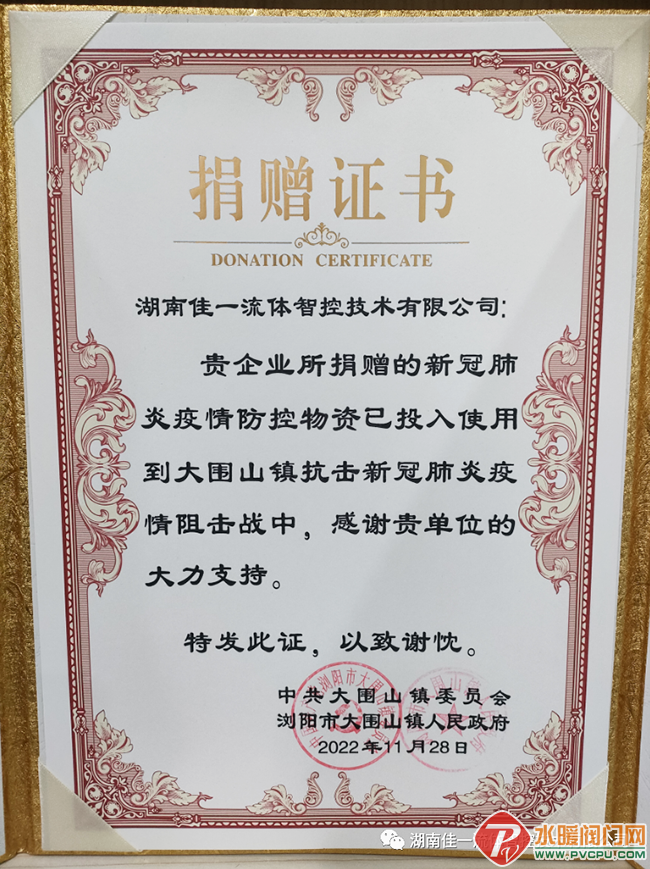 捐赠证书
DONATION CERTIFICATE
湖南佳一流体智控技术有限公司:
贵企业所捐赠的新冠肺
炎疫情防控物资已投入使用
到大围山镇抗击新冠肺炎疫
情阻击战中，感谢贵单位的
大力支持。
特发此证，以致谢忱。
中共大围山镇委员会
浏阳市大围山镇人民政府
2022年11月28日
湖南佳一
水暖阀门网
WWW.PVCPU.COM